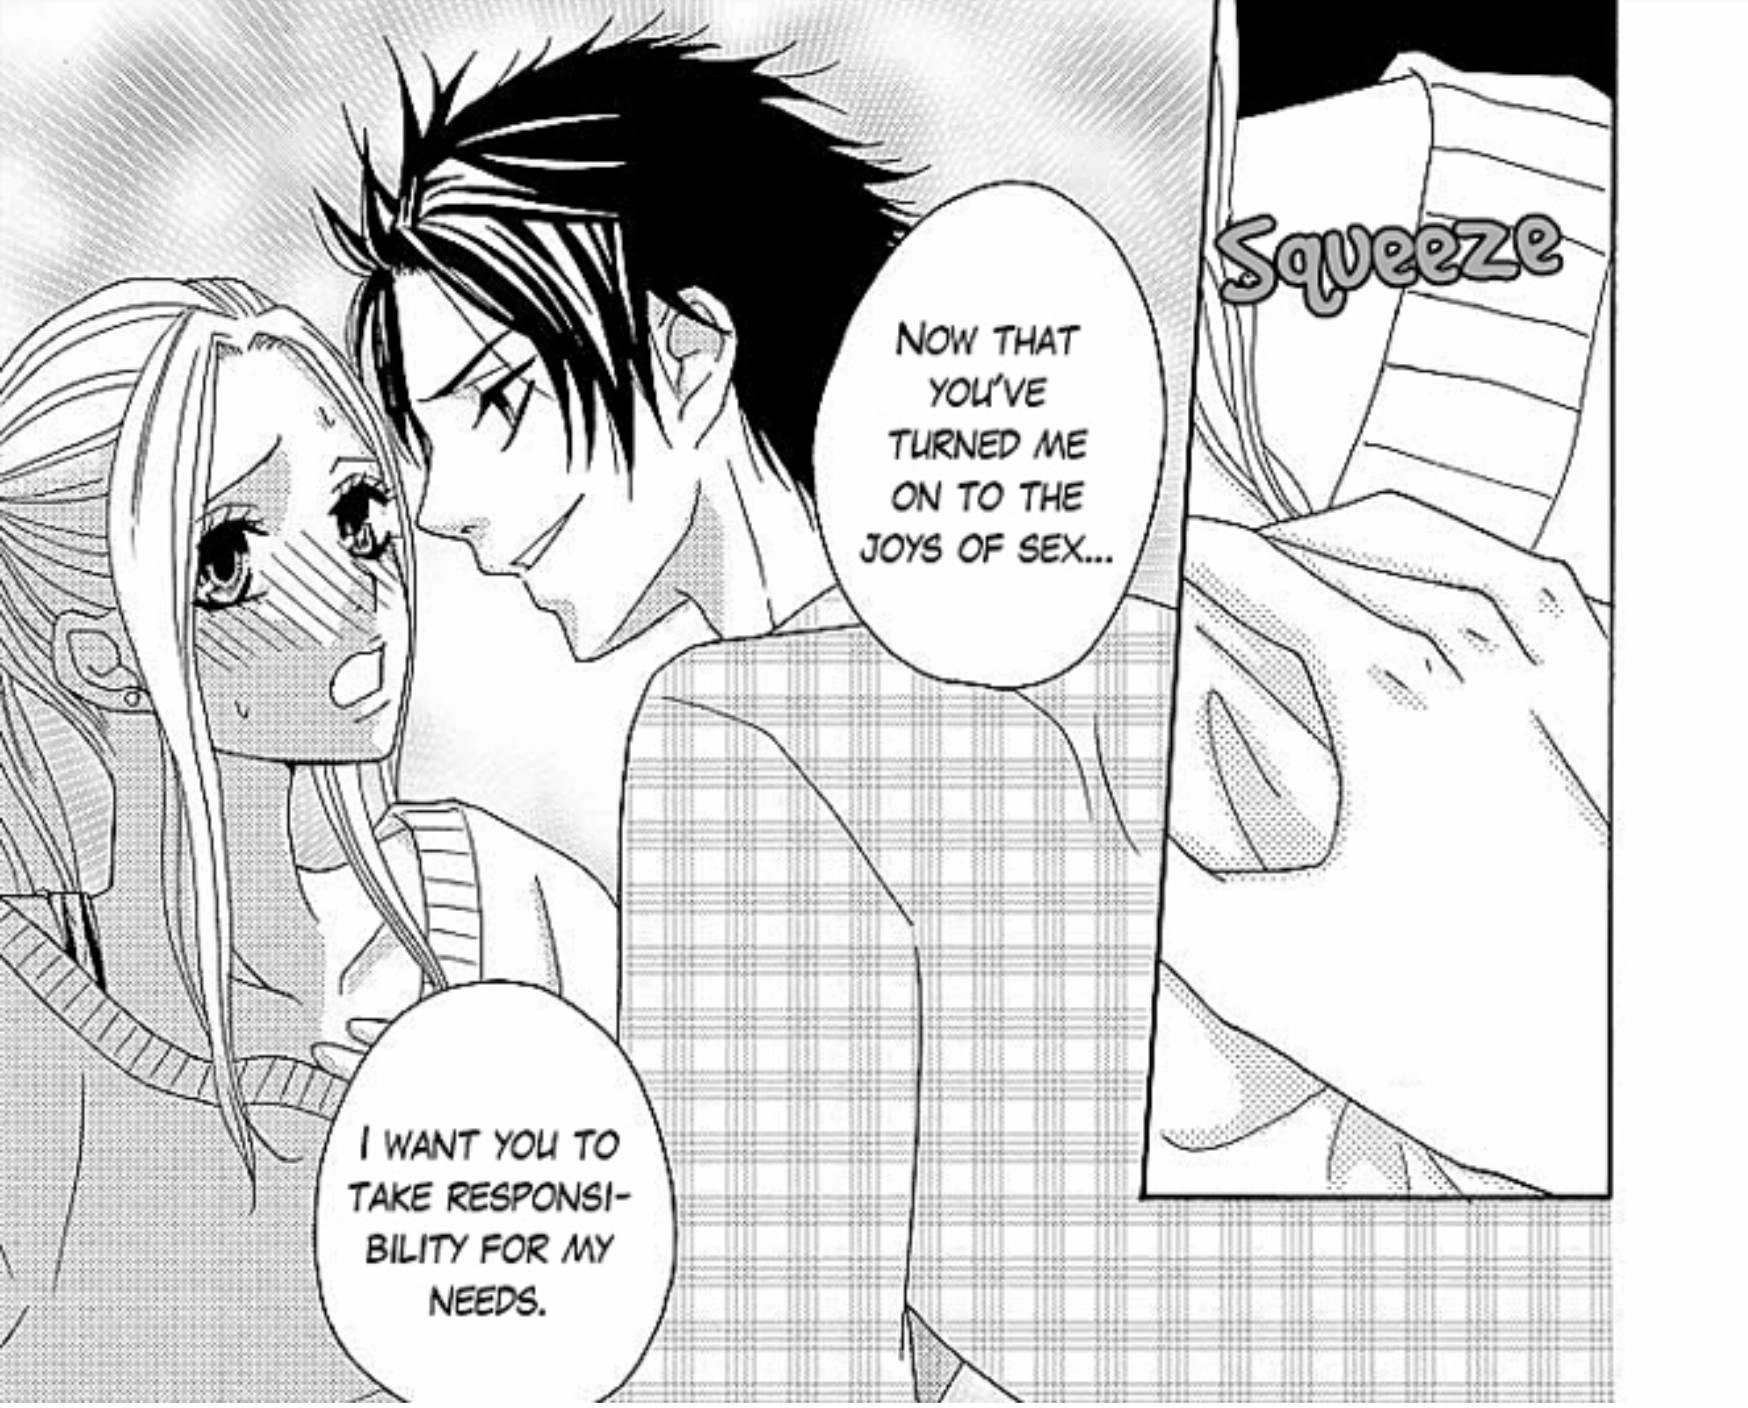 Squeeze
NOW THAT
YOU'VE
TURNED ME
ON TO THE
JOYS OF SEX...
I WANT YOU TO
TAKE RESPONSI-
BILITY FOR MY
NEEDS.